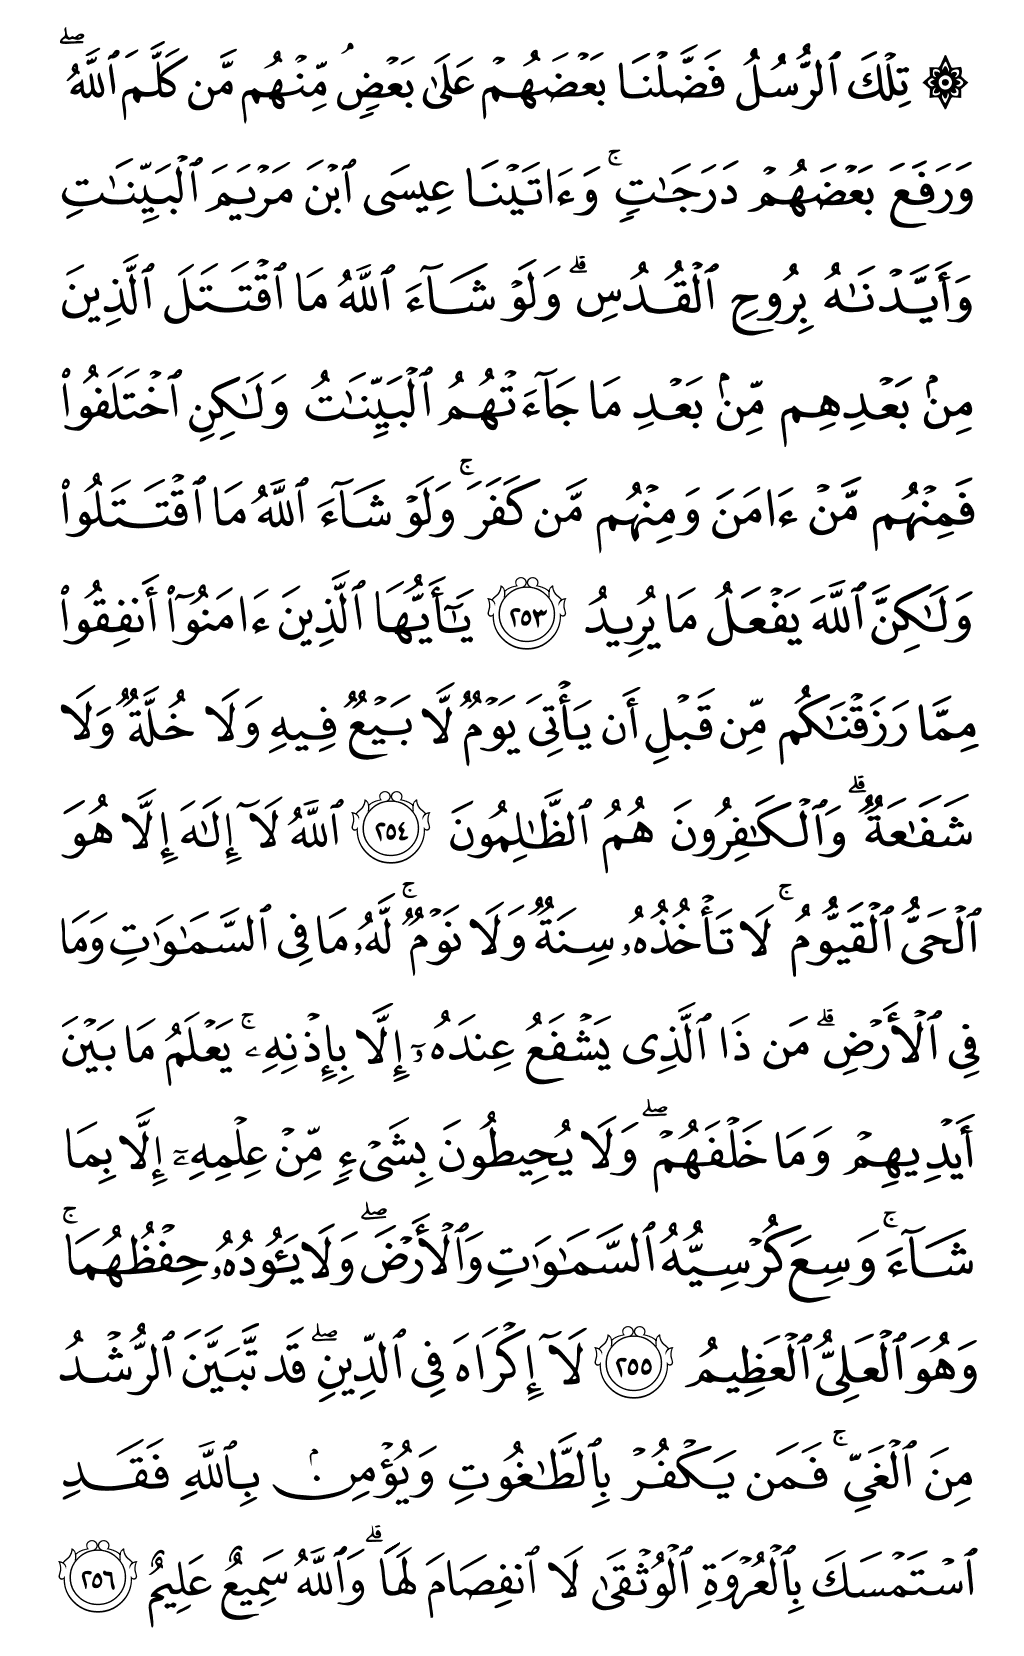 ۞ تِلْكَ ٱلرُّسُلُ فَضَّلْنَا بَعْضَهُمْ عَلَىٰ بَعْضٍۢ مِّنْهُم مَّن كَلَّمَ ٱللَّهُ ۖ
وَرَفَعَ بَعْضَهُمْ دَرَجَـٰتٍۢ ۚ وَءَاتَيْنَا عِيسَى ٱبْنَ مَرْيَمَ ٱلْبَيِّنَـٰتِ
وَأَيَّدْنَـٰهُ بِرُوحِ ٱلْقُدُسِ ۗ وَلَوْ شَآءَ ٱللَّهُ مَا ٱقْتَتَلَ ٱلَّذِينَ
مِنۢ بَعْدِهِم مِّنۢ بَعْدِ مَا جَآءَتْهُمُ ٱلْبَيِّنَـٰتُ وَلَـٰكِنِ ٱخْتَلَفُوا۟
فَمِنْهُم مَّنْ ءَامَنَ وَمِنْهُم مَّن كَفَرَ ۚ وَلَوْ شَآءَ ٱللَّهُ مَا ٱقْتَتَلُوا۟
وَلَـٰكِنَّ ٱللَّهَ يَفْعَلُ مَا يُرِيدُ ٢٥٣ يَـٰٓأَيُّهَا ٱلَّذِينَ ءَامَنُوٓا۟ أَنفِقُوا۟
مِمَّا رَزَقْنَـٰكُم مِّن قَبْلِ أَن يَأْتِىَ يَوْمٌۭ لَّا بَيْعٌۭ فِيهِ وَلَا خُلَّةٌۭ وَلَا
شَفَـٰعَةٌۭ ۗ وَٱلْكَـٰفِرُونَ هُمُ ٱلظَّـٰلِمُونَ ٢٥٤ ٱللَّهُ لَآ إِلَـٰهَ إِلَّا هُوَ
ٱلْحَىُّ ٱلْقَيُّومُ ۚ لَا تَأْخُذُهُۥ سِنَةٌۭ وَلَا نَوْمٌۭ ۚ لَّهُۥ مَا فِى ٱلسَّمَـٰوَٰتِ وَمَا
فِى ٱلْأَرْضِ ۗ مَن ذَا ٱلَّذِى يَشْفَعُ عِندَهُۥٓ إِلَّا بِإِذْنِهِۦ ۚ يَعْلَمُ مَا بَيْنَ
أَيْدِيهِمْ وَمَا خَلْفَهُمْ ۖ وَلَا يُحِيطُونَ بِشَىْءٍۢ مِّنْ عِلْمِهِۦٓ إِلَّا بِمَا
شَآءَ ۚ وَسِعَ كُرْسِيُّهُ ٱلسَّمَـٰوَٰتِ وَٱلْأَرْضَ ۖ وَلَا يَـُٔودُهُۥ حِفْظُهُمَا ۚ
وَهُوَ ٱلْعَلِىُّ ٱلْعَظِيمُ ٢٥٥ لَآ إِكْرَاهَ فِى ٱلدِّينِ ۖ قَد تَّبَيَّنَ ٱلرُّشْدُ
مِنَ ٱلْغَىِّ ۚ فَمَن يَكْفُرْ بِٱلطَّـٰغُوتِ وَيُؤْمِنۢ بِٱللَّهِ فَقَدِ
ٱسْتَمْسَكَ بِٱلْعُرْوَةِ ٱلْوُثْقَىٰ لَا ٱنفِصَامَ لَهَا ۗ وَٱللَّهُ سَمِيعٌ عَلِيمٌ ٢٥٦